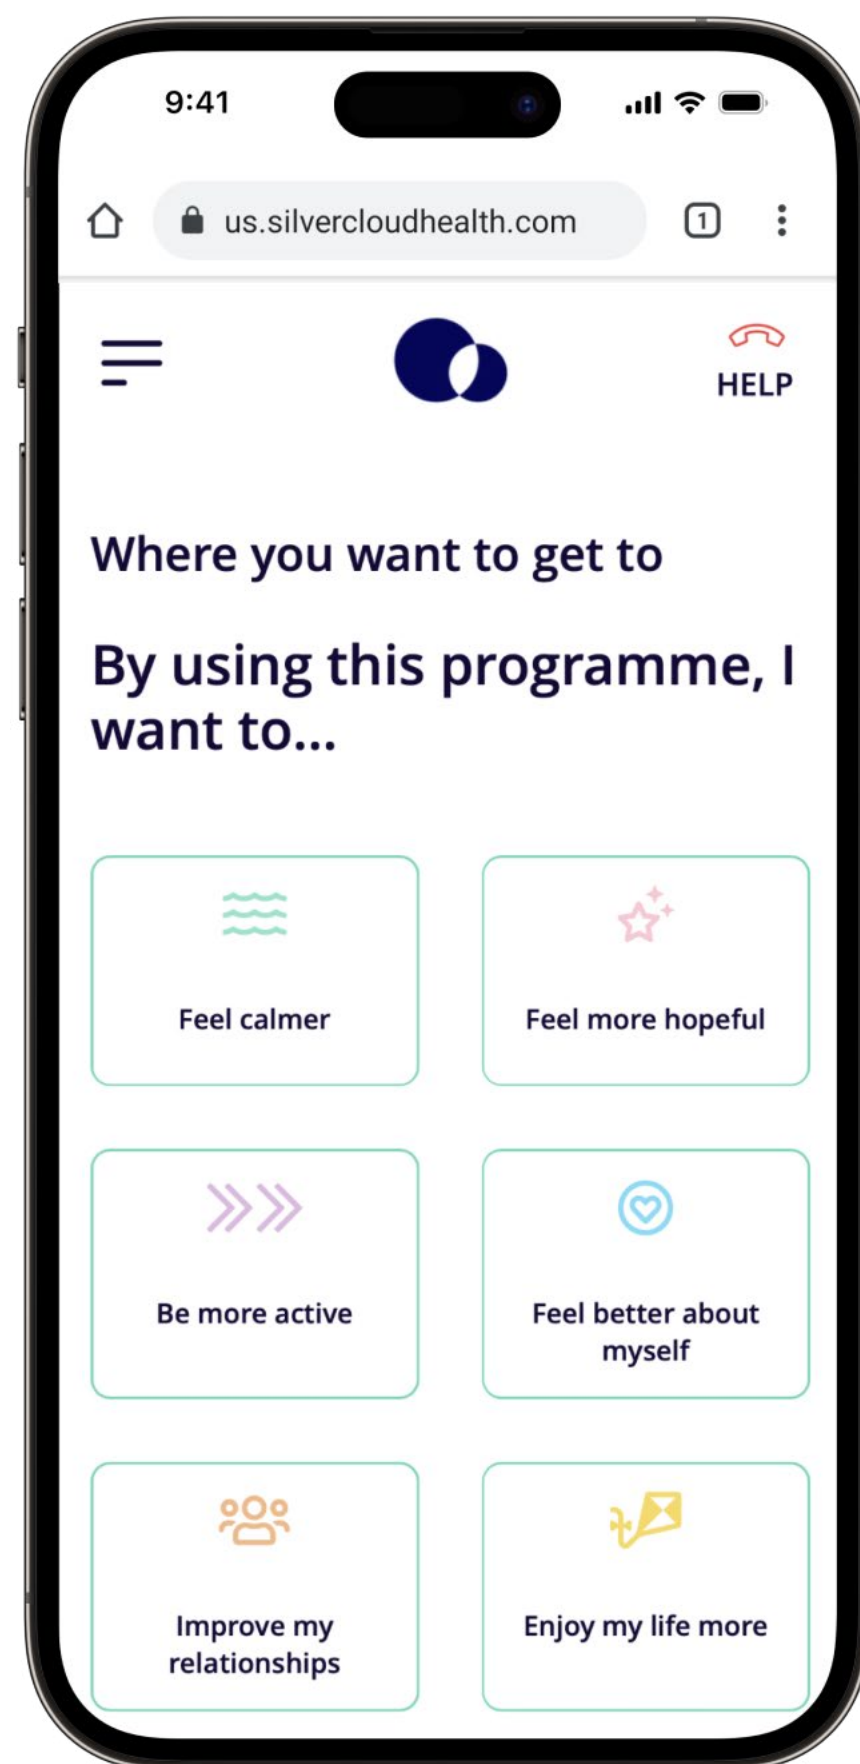 9:41
us.silvercloudhealth.com
1
HELP
Where you want to get to
By using this programme, I
want to...
Feel calmer
Feel more hopeful
Be more active
Feel better about
myself
Improve my
relationships
Enjoy my life more